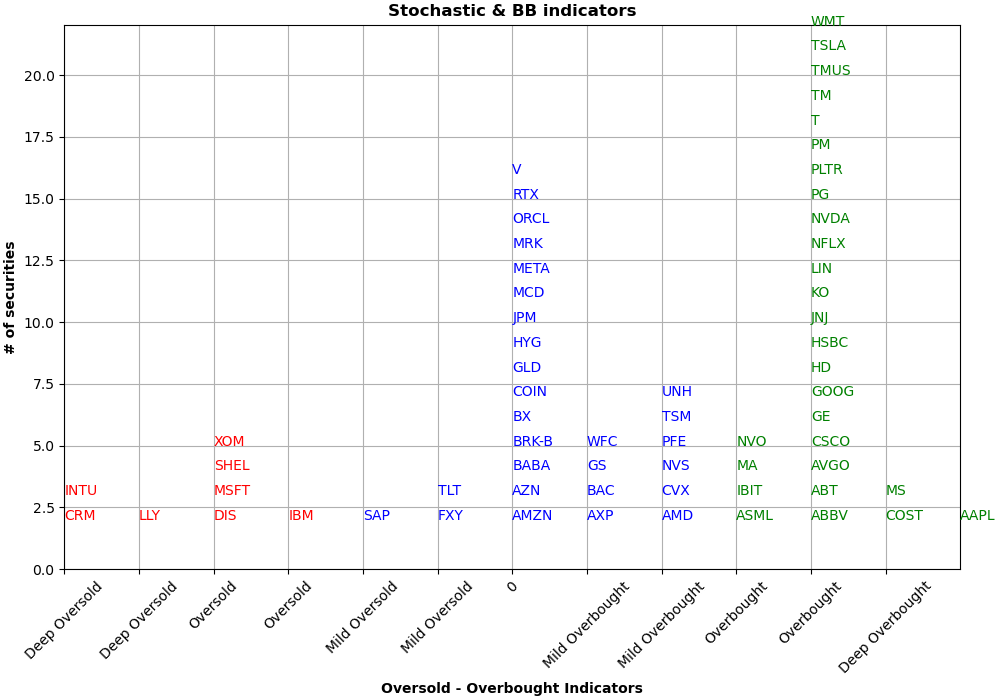 Stochastic & BB indicators
WMT
TSLA
20.0 TMUS
TM
T
17.5 PM
V PLTR
15.0 RTX PG
ORCL NVDA
MRK NFLX
12.5 META LIN
MCD KO
10.0 JPM JNJ
HYG HSBC
GLD HD
7.5 COIN UNH GOOG
BX TSM GE
5.0 XOM BRK-B WFC PFE NVO CSCO
SHEL BABA GS NVS MA AVGO
INTU MSFT TLT AZN BAC CVX IBIT ABT MS
2.5 CRM LLY DIS IBM SAP FXY AMZN AXP AMD ASML ABBV COST AAPL
0.0
# of securities
Deep Oversold Deep Oversold Oversold Oversold Mild Oversold Mild Oversold 0 Mild Overbought Mild Overbought Overbought Overbought Deep Overbought
Oversold - Overbought Indicators